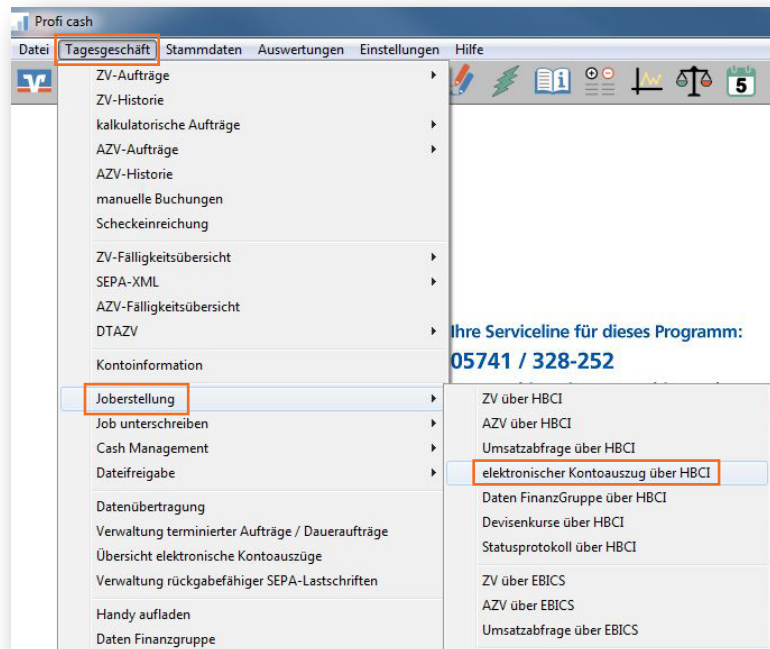 Profi cash
Datei Tagesgeschäft Stammdaten Auswertungen Einstellungen Hilfe
ZV-Aufträge
ZV-Historie
kalkulatorische Aufträge
AZV-Aufträge
AZV-Historie
manuelle Buchungen
Scheckeinreichung
ZV-Fälligkeitsübersicht
SEPA-XML
AZV-Fälligkeitsübersicht
DTAZV
Kontoinformation
Joberstellung
Job unterschreiben
Cash Management
Dateifreigabe
Datenübertragung
Verwaltung terminierter Aufträge / Daueraufträge
Übersicht elektronische Kontoauszüge
Verwaltung rückgabefähiger SEPA-Lastschriften
Handy aufladen
Daten Finanzgruppe
5
Ihre Serviceline für dieses Programm:
05741 / 328-252
ZV über HBCI
AZV über HBCI
Umsatzabfrage über HBCI
elektronischer Kontoauszug über HBCI
Daten FinanzGruppe über HBCI
Devisenkurse über HBCI
Statusprotokoll über HBCI
ZV über EBICS
AZV über EBICS
Umsatzabfrage über EBICS